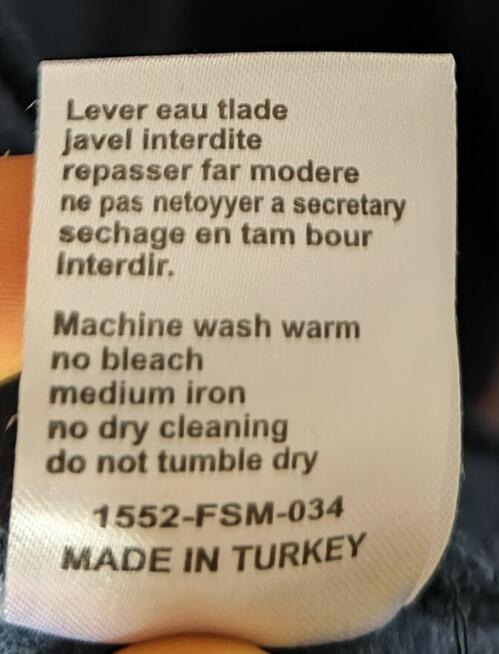 Lever eau tlade
javel interdite
repasser far modere
ne pas netoyyer a secretary
sechage en tam bour
interdir.
Machine wash warm
no bleach
medium iron
no dry cleaning
do not tumble dry
1552-FSM-034
MADE IN TURKEY